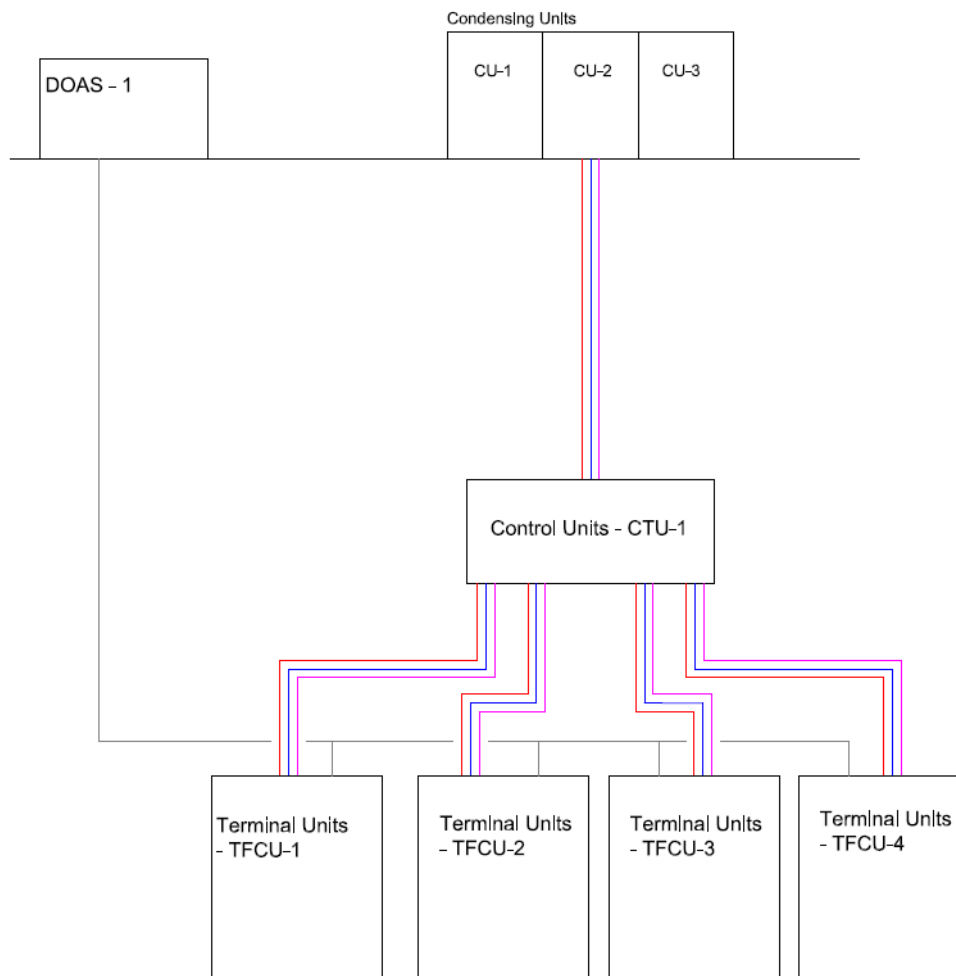 Condensing Units
DOAS - 1
CU-1
CU-2
CU-3
Control Units - CTU-1
Terminal Units
- TFCU-1
Terminal Units
- TFCU-2
Terminal Units
- TFCU-3
Terminal Units
- TFCU-4